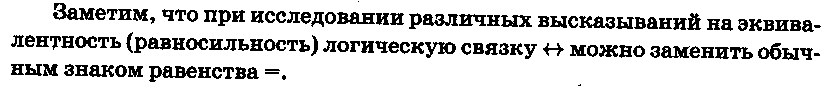 Заметим, что при исследовании различных высказываний на эквива-
лентность (равносильность) логическую связку ↔ можно заменить обыч-
ным знаком равенства =.